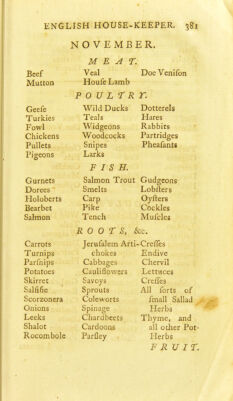 ENGLISH HOUSE-KEEPER. 381
NOVEMBER.
MEAT.
Beef Veal Doe Venison
Mutton House Lamb
POULTRY.
Geese Wild Ducks Dotterels
Turkies Teals Hares
Fowl Widgeons Rabbits
Chickens Woodcocks Partridges
Pullets Snipes Pheasants
Pigeons Larks
FISH.
Gurnets Salmon Trout Gudgeons
Dorees Smelts Lobsters
Holoberts Carp Oysters
Bearbet Pike Cockles
Salmon Tench Muscles
ROOTS, &c.
Carrots Jerusalem Arti- Cresses
Turnips chokes Endive
Parsnips Cabbages Chervil
Potatoes Cauliflowers Lettuces
Skirret Savoys Cresses
Salsifie Sprouts All sorts of
Scorzonera Coleworts small Sallad
Onions Spinage Herbs
Leeks Chardbeets Thyme, and
Shalot Cardoons all other Pot-
Rocombole Parsley Herbs
FRUIT.